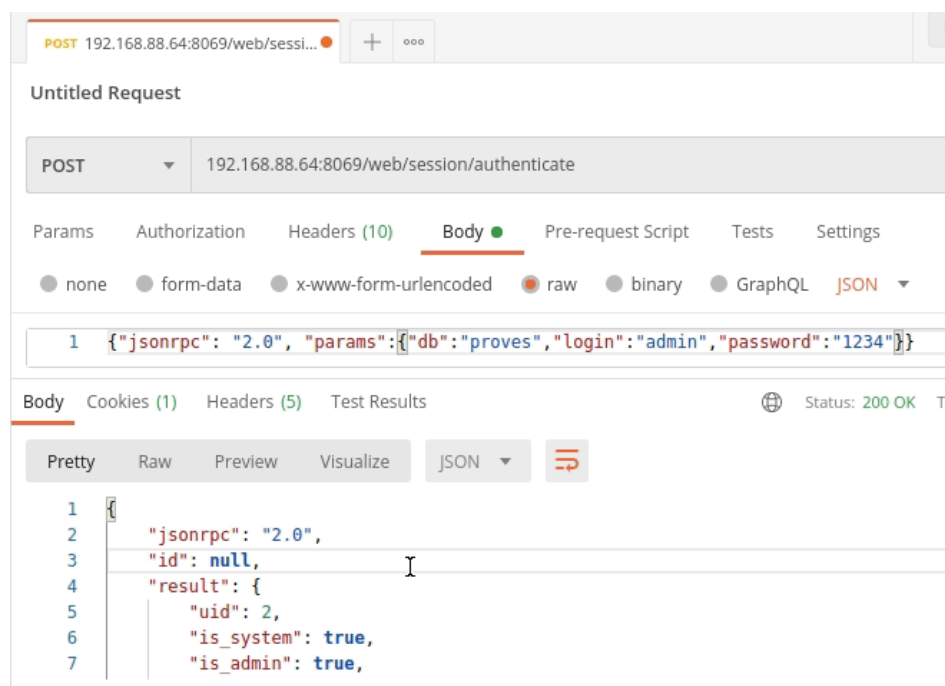 POST 192.168.88.64:8069/web/sessi...
Untitled Request
POST 192.168.88.64:8069/web/session/authenticate
Params Authorization Headers (10) Body Pre-request Script Tests Settings
none form-data x-www-form-urlencoded raw binary GraphQL JSON
1 {"jsonrpc": "2.0", "params":{"db":"proves","login":"admin","password":"1234"}}
Body Cookies (1) Headers (5) Test Results Status: 200 OK T
Pretty Raw Preview Visualize JSON
1 {
2 "jsonrpc": "2.0",
3 "id": null,
4 "result": {
5 "uid": 2,
6 "is_system": true,
7 "is_admin": true,